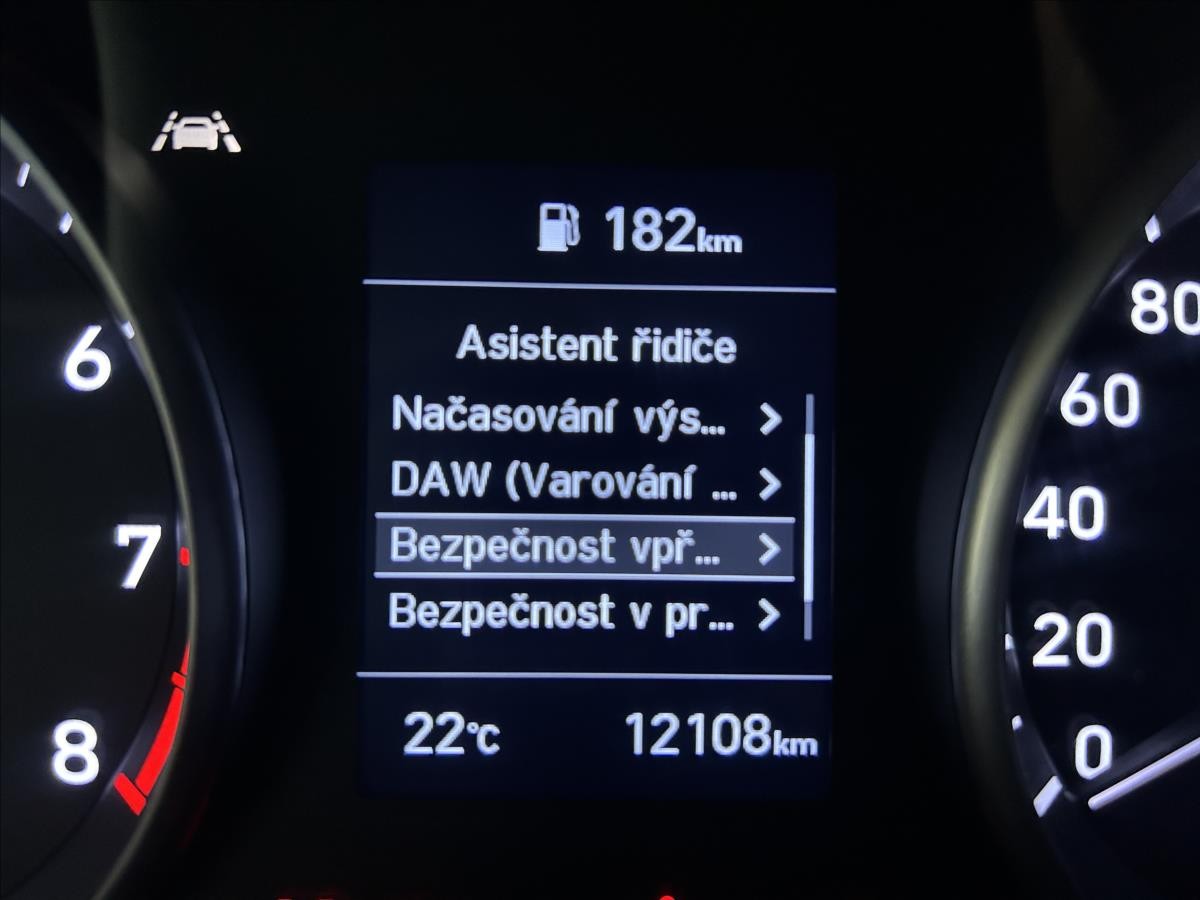 182km
Asistent řidiče
Načasování výs...
DAW (Varování ...
Bezpečnost vpř...
Bezpečnost v pr...
22°C 12108km
6
7
8
80
60
40
20
0